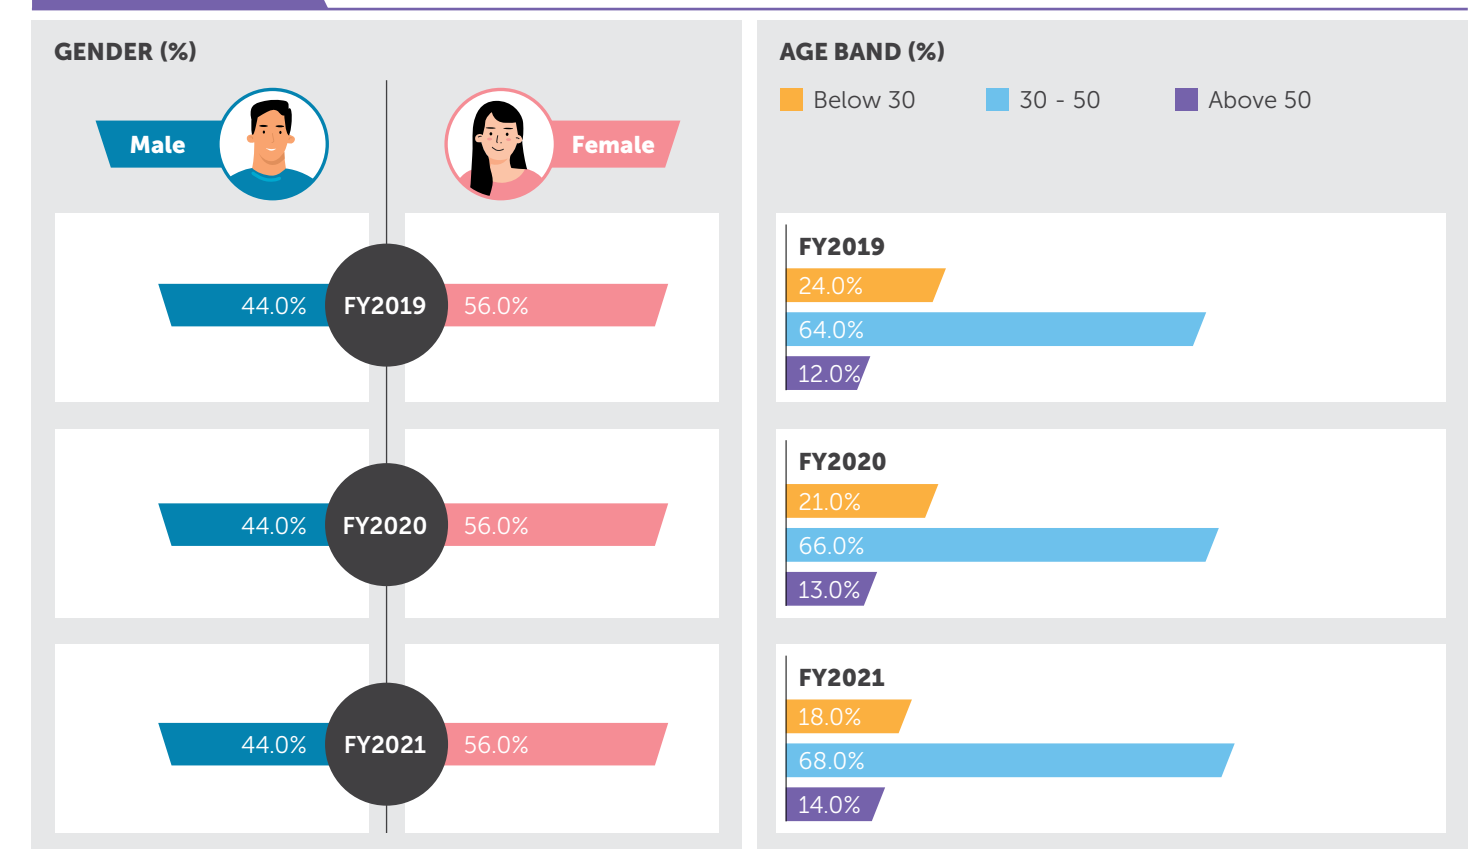 GENDER (%)
Male
Female
44.0% FY2019 56.0%
44.0% FY2020 56.0%
44.0% FY2021 56.0%
AGE BAND (%)
Below 30 30 - 50 Above 50
FY2019
24.0%
64.0%
12.0%
FY2020
21.0%
66.0%
13.0%
FY2021
18.0%
68.0%
14.0%